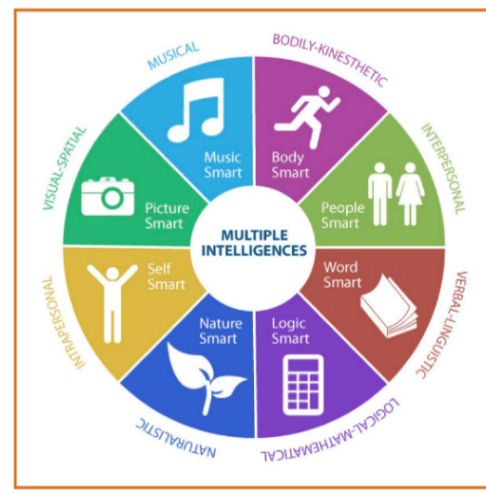 MUSICAL
BODILY-KINESTHETIC
VISUAL-SPATIAL
INTERPERSONAL
Music
Smart
Body
Smart
Picture
Smart
People
Smart
MULTIPLE
INTELLIGENCES
Self
Smart
Word
Smart
Nature
Smart
Logic
Smart
INTRAPERSONAL
VERBAL-LINGUISTIC
NATURALISTIC
LOGICAL-MATHEMATICAL